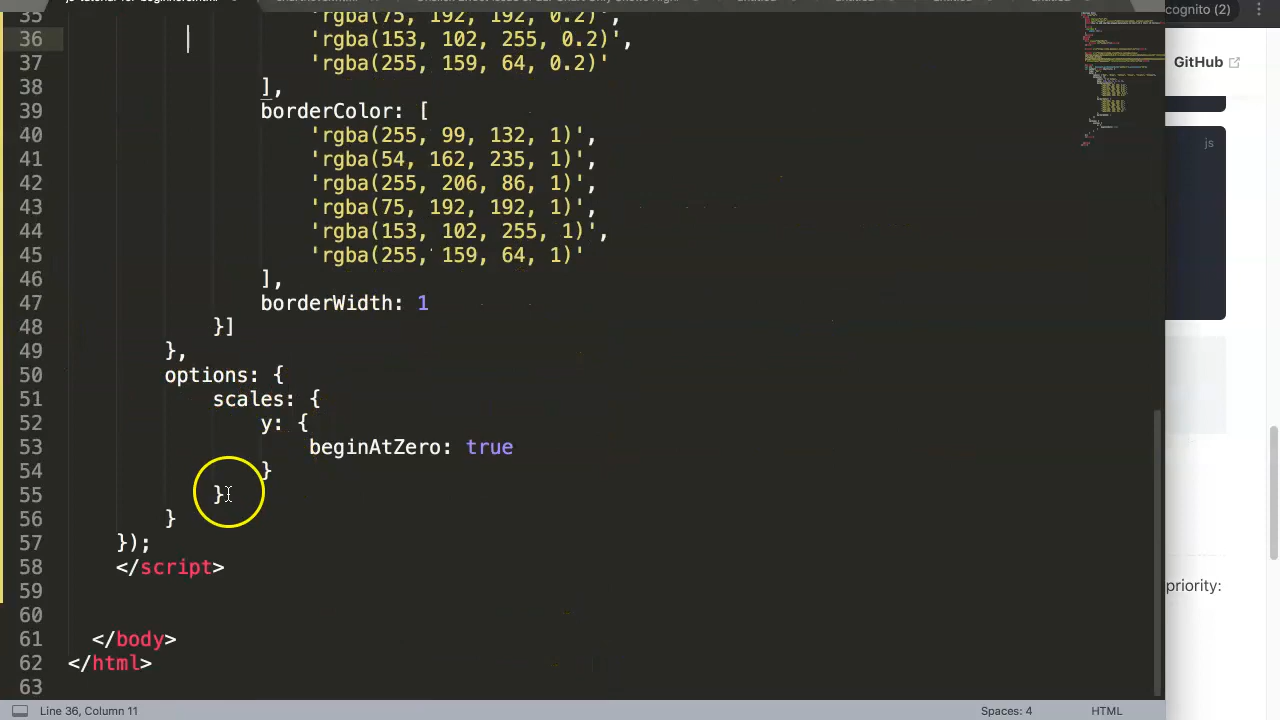 cognito (2)
GitHub
js
priority:
35 'rgba(75, 192, 192, 0.2)',
36 'rgba(153, 102, 255, 0.2)',
37 'rgba(255, 159, 64, 0.2)'
38 ],
39 borderColor: [
40 'rgba(255, 99, 132, 1)',
41 'rgba(54, 162, 235, 1)',
42 'rgba(255, 206, 86, 1)',
43 'rgba(75, 192, 192, 1)',
44 'rgba(153, 102, 255, 1)',
45 'rgba(255, 159, 64, 1)'
46 ],
47 borderWidth: 1
48 }]
49 },
50 options: {
51 scales: {
52 y: {
53 beginAtZero: true
54 }
55 }
56 }
57 });
58 </script>
59
60
61 </body>
62 </html>
63
Line 36, Column 11
Spaces: 4
HTML